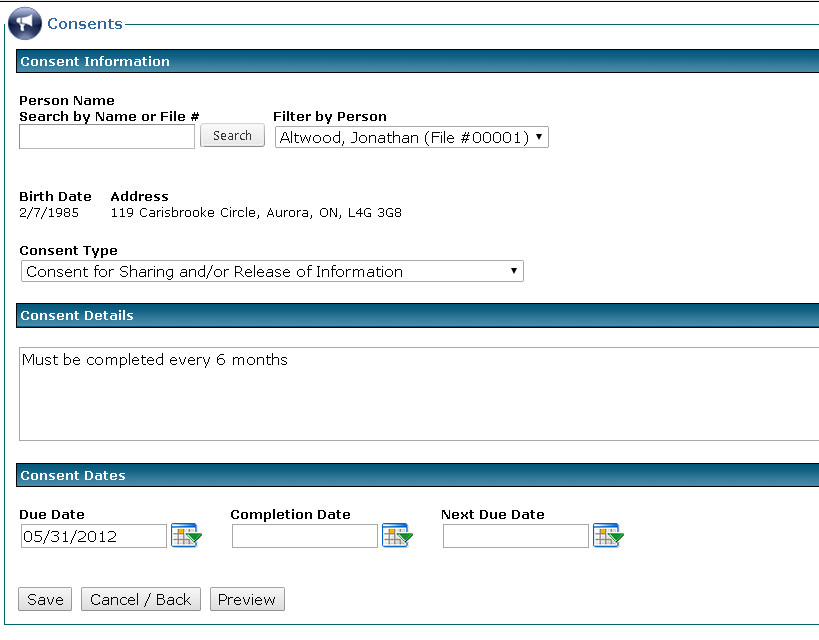 Consents
Consent Information
Person Name
Search by Name or File #
Search
Filter by Person
Altwood, Jonathan (File #00001)
Birth Date Address
2/7/1985 119 Carisbrooke Circle, Aurora, ON, L4G 3G8
Consent Type
Consent for Sharing and/or Release of Information
Consent Details
Must be completed every 6 months
Consent Dates
Due Date Completion Date Next Due Date
05/31/2012
Save Cancel / Back Preview